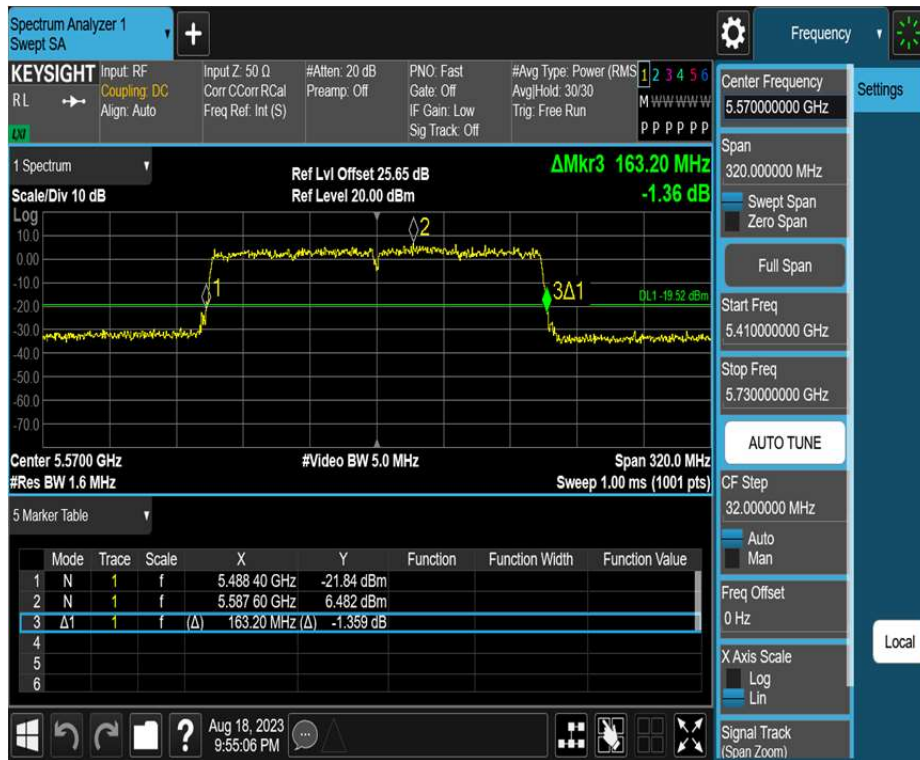 Spectrum Analyzer 1
Swept SA
+
Frequency
KEYSIGHT
RL
LXI
Input: RF
Coupling: DC
Align: Auto
Input Z: 50 Ω
Corr CCorr RCal
Freq Ref: Int (S)
#Atten: 20 dB
Preamp: Off
PNO: Fast
Gate: Off
IF Gain: Low
Sig Track: Off
#Avg Type: Power (RMS
Avg|Hold: 30/30
Trig: Free Run
1 2 3 4 5 6
M W W W W W
P P P P P P
Center Frequency
5.570000000 GHz
Settings
Span
320.000000 MHz
Swept Span
Zero Span
Full Span
Start Freq
5.410000000 GHz
Stop Freq
5.730000000 GHz
AUTO TUNE
CF Step
32.000000 MHz
Auto
Man
Freq Offset
0 Hz
X Axis Scale
Log
Lin
Signal Track
(Span Zoom)
Local
1 Spectrum
Scale/Div 10 dB
Ref Lvl Offset 25.65 dB
Ref Level 20.00 dBm
ΔMkr3 163.20 MHz
-1.36 dB
Log
10.0
0.00
-10.0
-20.0
-30.0
-40.0
-50.0
-60.0
-70.0
2
1
3Δ1
DL1 -19.52 dBm
Center 5.5700 GHz
#Video BW 5.0 MHz
Span 320.0 MHz
#Res BW 1.6 MHz
Sweep 1.00 ms (1001 pts)
5 Marker Table
Mode Trace Scale X Y Function Function Width Function Value
1 N 1 f 5.488 40 GHz -21.84 dBm
2 N 1 f 5.587 60 GHz 6.482 dBm
3 Δ1 1 f (Δ) 163.20 MHz (Δ) -1.359 dB
4
5
6
?
Aug 18, 2023
9:55:06 PM